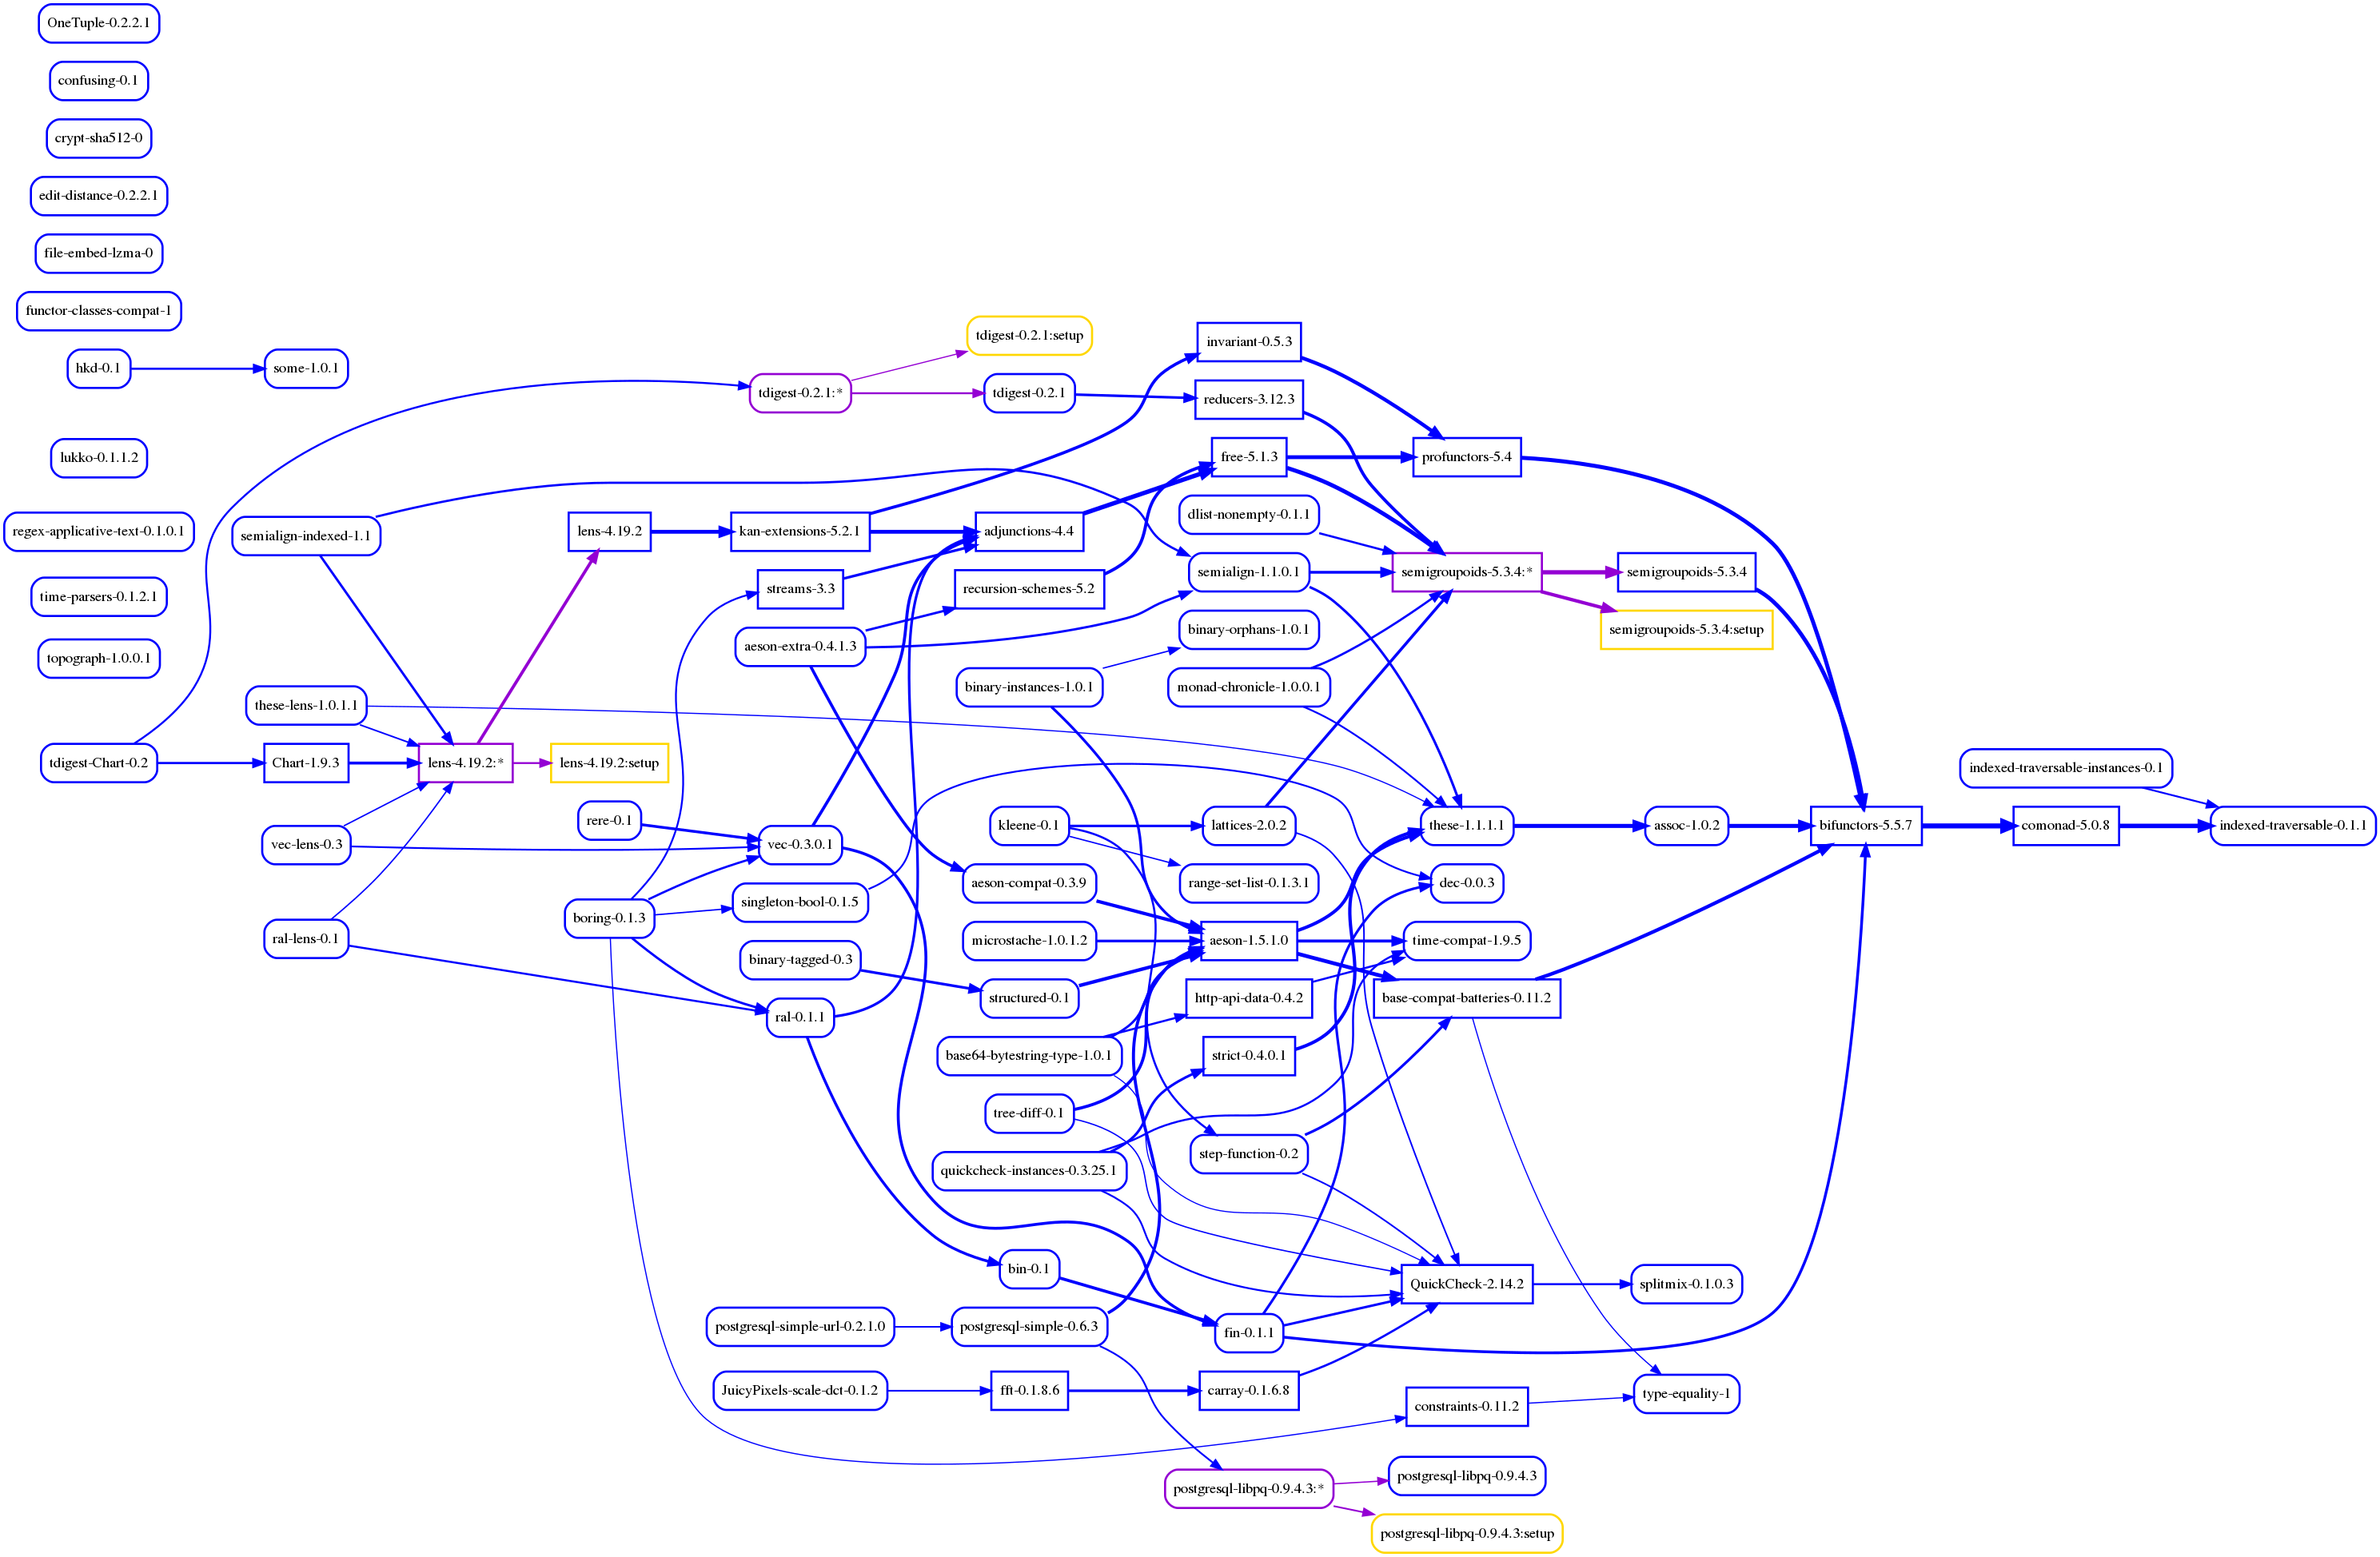 OneTuple-0.2.2.1
confusing-0.1
crypt-sha512-0
edit-distance-0.2.2.1
file-embed-lzma-0
functor-classes-compat-1
hkd-0.1
some-1.0.1
lukko-0.1.1.2
regex-applicative-text-0.1.0.1
time-parsers-0.1.2.1
topograph-1.0.0.1
tdigest-Chart-0.2
semialign-indexed-1.1
these-lens-1.0.1.1
Chart-1.9.3
vec-lens-0.3
ral-lens-0.1
lens-4.19.2:*
lens-4.19.2
lens-4.19.2:setup
rere-0.1
boring-0.1.3
tdigest-0.2.1:*
kan-extensions-5.2.1
streams-3.3
aeson-extra-0.4.1.3
vec-0.3.0.1
singleton-bool-0.1.5
binary-tagged-0.3
ral-0.1.1
postgresql-simple-url-0.2.1.0
JuicyPixels-scale-dct-0.1.2
tdigest-0.2.1:setup
tdigest-0.2.1
adjunctions-4.4
recursion-schemes-5.2
binary-instances-1.0.1
kleene-0.1
aeson-compat-0.3.9
microstache-1.0.1.2
structured-0.1
base64-bytestring-type-1.0.1
tree-diff-0.1
quickcheck-instances-0.3.25.1
bin-0.1
postgresql-simple-0.6.3
fft-0.1.8.6
invariant-0.5.3
reducers-3.12.3
free-5.1.3
dlist-nonempty-0.1.1
semialign-1.1.0.1
binary-orphans-1.0.1
monad-chronicle-1.0.0.1
lattices-2.0.2
range-set-list-0.1.3.1
aeson-1.5.1.0
http-api-data-0.4.2
strict-0.4.0.1
step-function-0.2
fin-0.1.1
carray-0.1.6.8
postgresql-libpq-0.9.4.3:*
profunctors-5.4
semigroupoids-5.3.4:*
these-1.1.1.1
dec-0.0.3
time-compat-1.9.5
base-compat-batteries-0.11.2
QuickCheck-2.14.2
constraints-0.11.2
postgresql-libpq-0.9.4.3
postgresql-libpq-0.9.4.3:setup
semigroupoids-5.3.4
semigroupoids-5.3.4:setup
assoc-1.0.2
splitmix-0.1.0.3
type-equality-1
bifunctors-5.5.7
indexed-traversable-instances-0.1
comonad-5.0.8
indexed-traversable-0.1.1